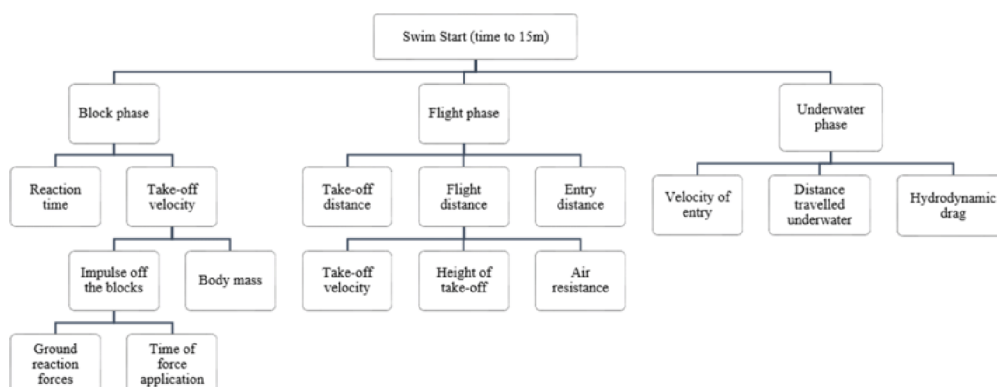 Swim Start (time to 15m)
Block phase
Flight phase
Underwater
phase
Reaction
time
Take-off
velocity
Take-off
distance
Flight
distance
Entry
distance
Velocity of
entry
Distance
travelled
underwater
Hydrodynamic
drag
Impulse off
the blocks
Body mass
Take-off
velocity
Height of
take-off
Air
resistance
Ground
reaction
forces
Time of
force
application